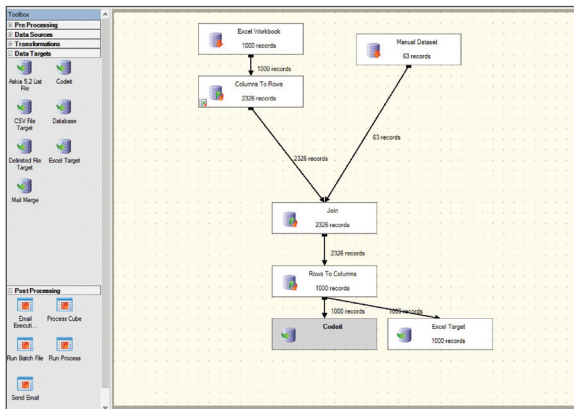 Toolbox
Pre Processing
Data Sources
Transformations
Data Targets
Askia 5.2 List
File
Codeit
CSV File
Target
Database
Delimited File
Target
Excel Target
Mail Merge
Post Processing
Email
Executi...
Process Cube
Run Batch File
Run Process
Send Email
Excel Workbook
1000 records
Manual Dataset
63 records
1000 records
Columns To Rows
2326 records
63 records
2326 records
Join
2326 records
2326 records
Rows To Columns
1000 records
1000 records
1000 records
Codeit
Excel Target
1000 records